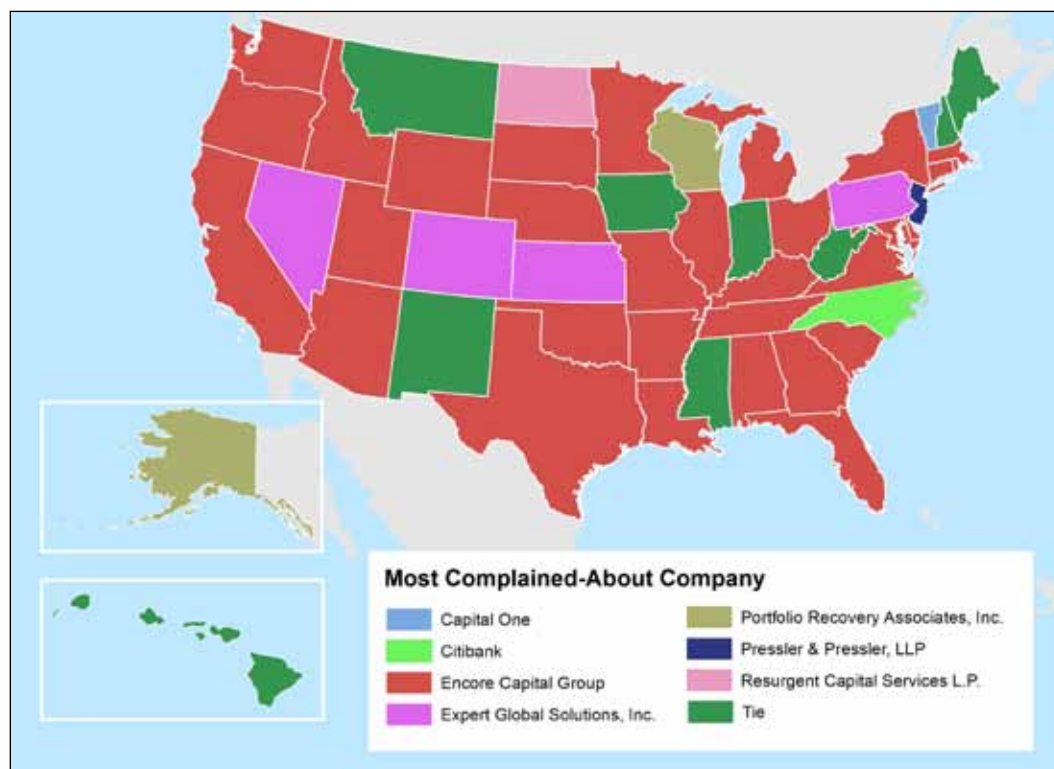 Most Complained-About Company
Capital One
Citibank
Encore Capital Group
Expert Global Solutions, Inc.
Portfolio Recovery Associates, Inc.
Pressler & Pressler, LLP
Resurgent Capital Services L.P.
Tie